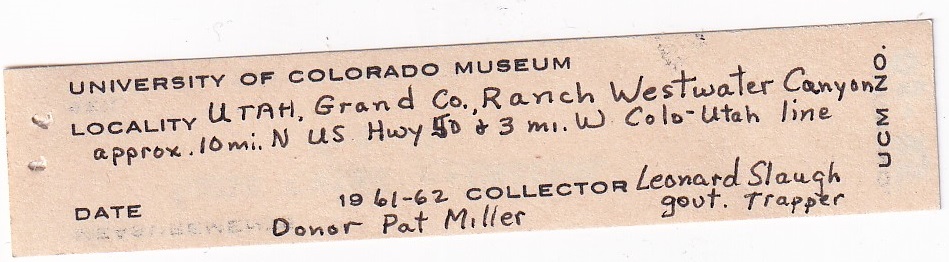 UNIVERSITY OF COLORADO MUSEUM
LOCALITY UTAH, Grand Co., Ranch Westwater Canyon
approx. 10 mi. N US Hwy 50 & 3 mi. W Colo-Utah line
DATE 1961-62 COLLECTOR Leonard Slaugh
Donor Pat Miller govt. Trapper
UCM NO.